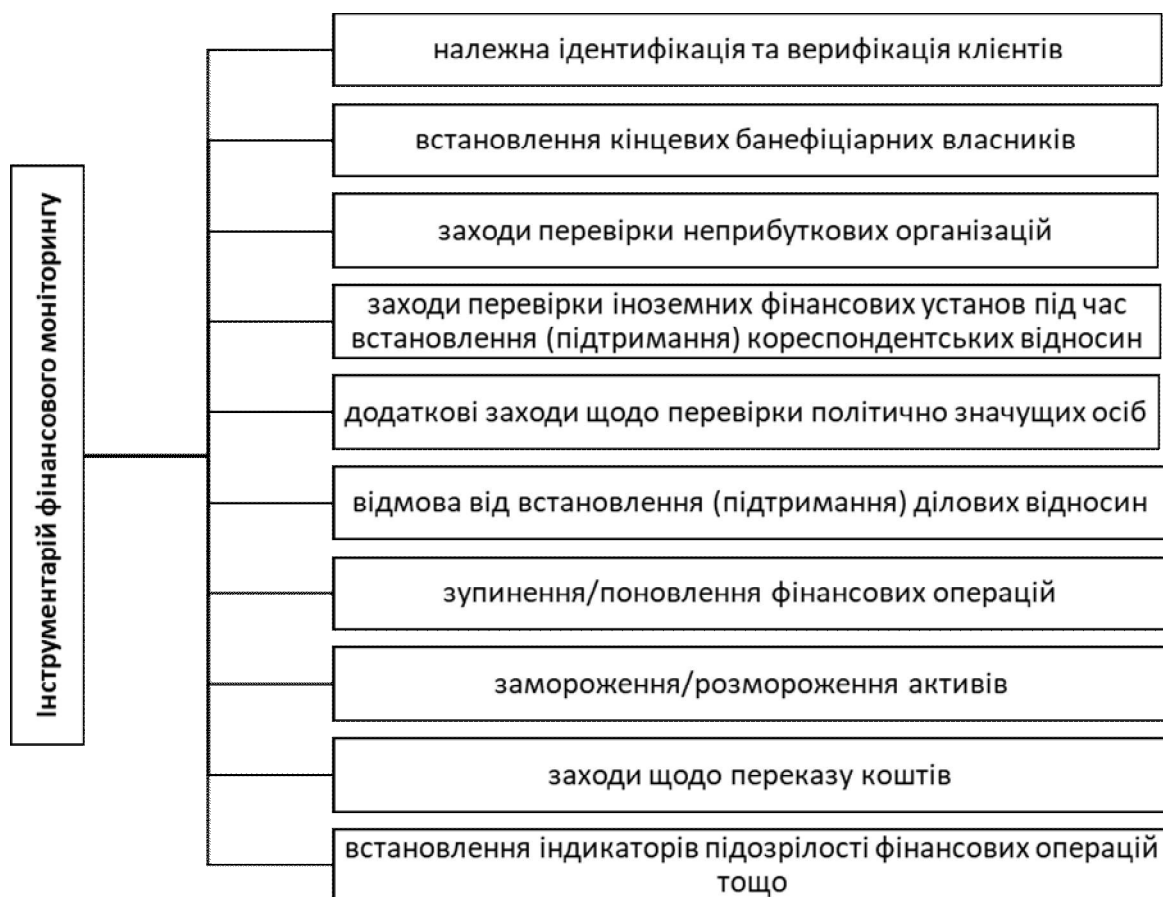 Інструментарій фінансового моніторингу
належна ідентифікація та верифікація клієнтів
встановлення кінцевих банефіціарних власників
заходи перевірки неприбуткових організацій
заходи перевірки іноземних фінансових установ під час
встановлення (підтримання) кореспондентських відносин
додаткові заходи щодо перевірки політично значущих осіб
відмова від встановлення (підтримання) ділових відносин
зупинення/поновлення фінансових операцій
замороження/розмороження активів
заходи щодо переказу коштів
встановлення індикаторів підозрілості фінансових операцій
тощо